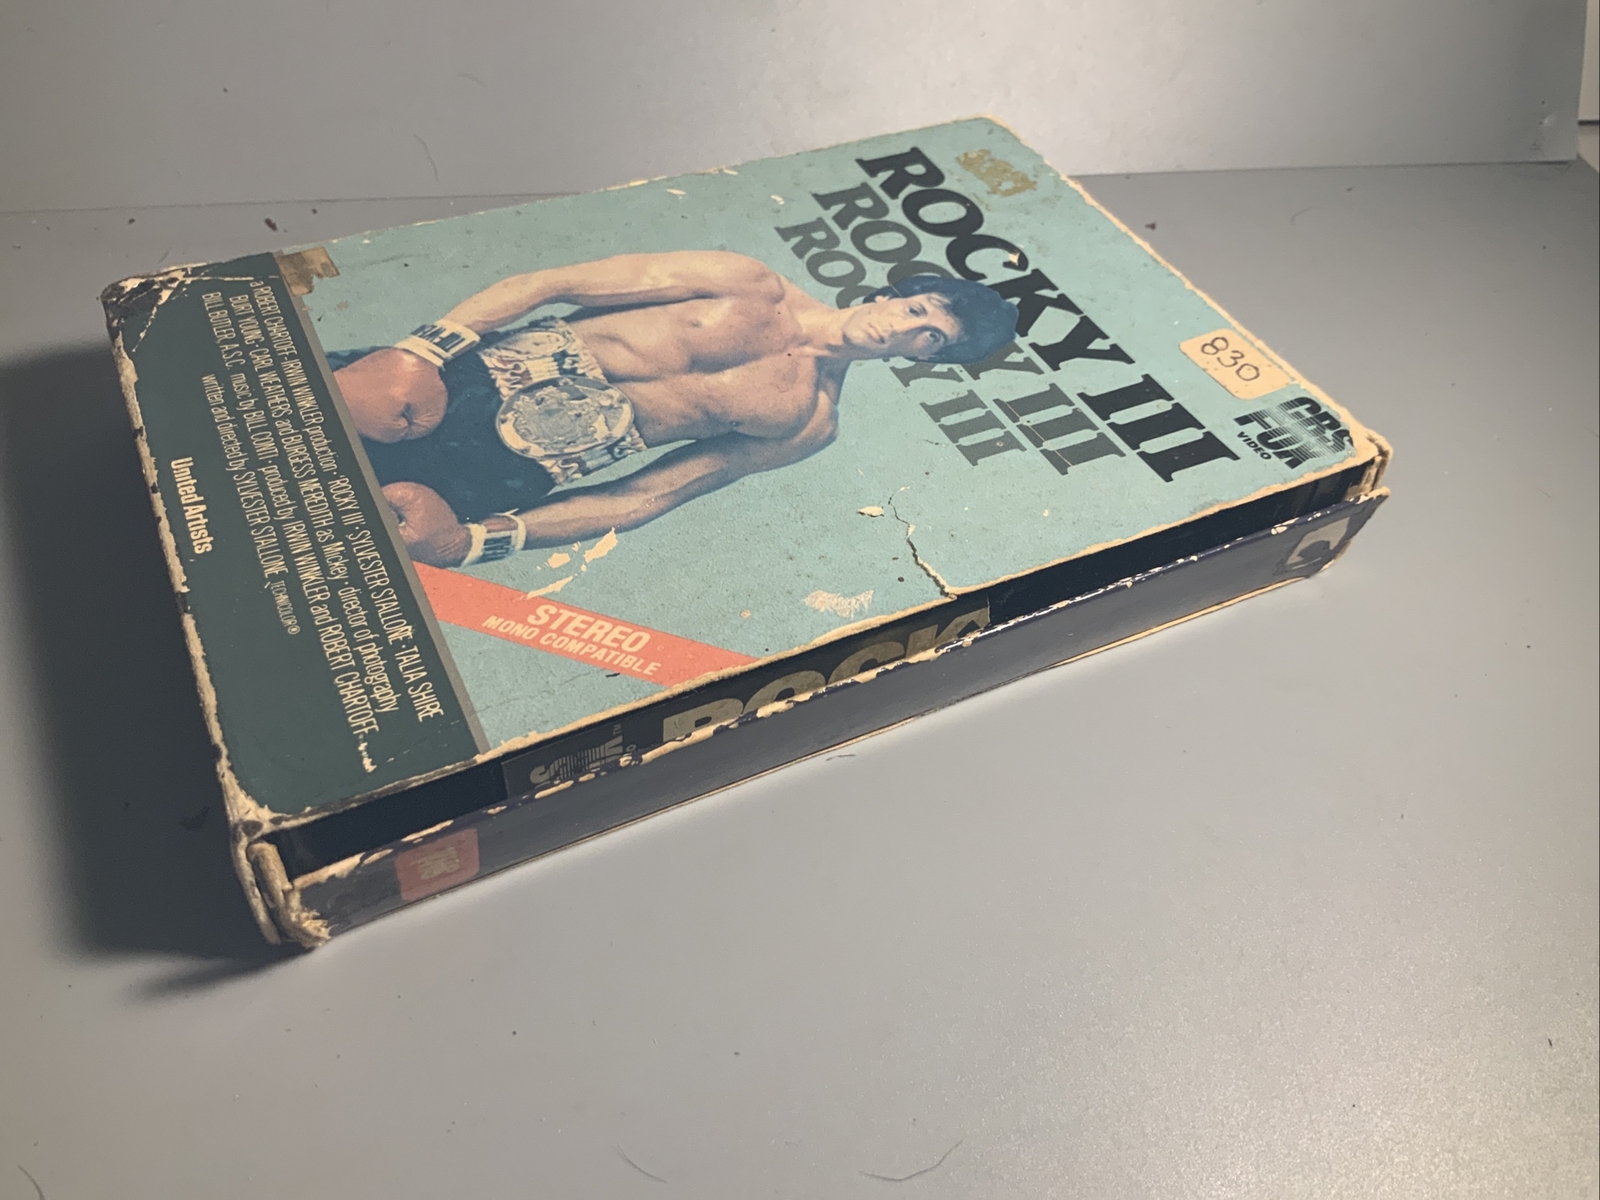 ROCKY III
ROCKY III
ROCKY III
830
CBS
FOX
VIDEO
STEREO
MONO COMPATIBLE
a ROBERT CHARTOFF-IRWIN WINKLER production · ROCKY III · SYLVESTER STALLONE · TALIA SHIRE
BURT YOUNG · CARL WEATHERS and BURGESS MEREDITH as Mickey · director of photography
BILL BUTLER, A.S.C. music by BILL CONTI · produced by IRWIN WINKLER and ROBERT CHARTOFF
written and directed by SYLVESTER STALLONE TECHNICOLOR®
United Artists
ROCK